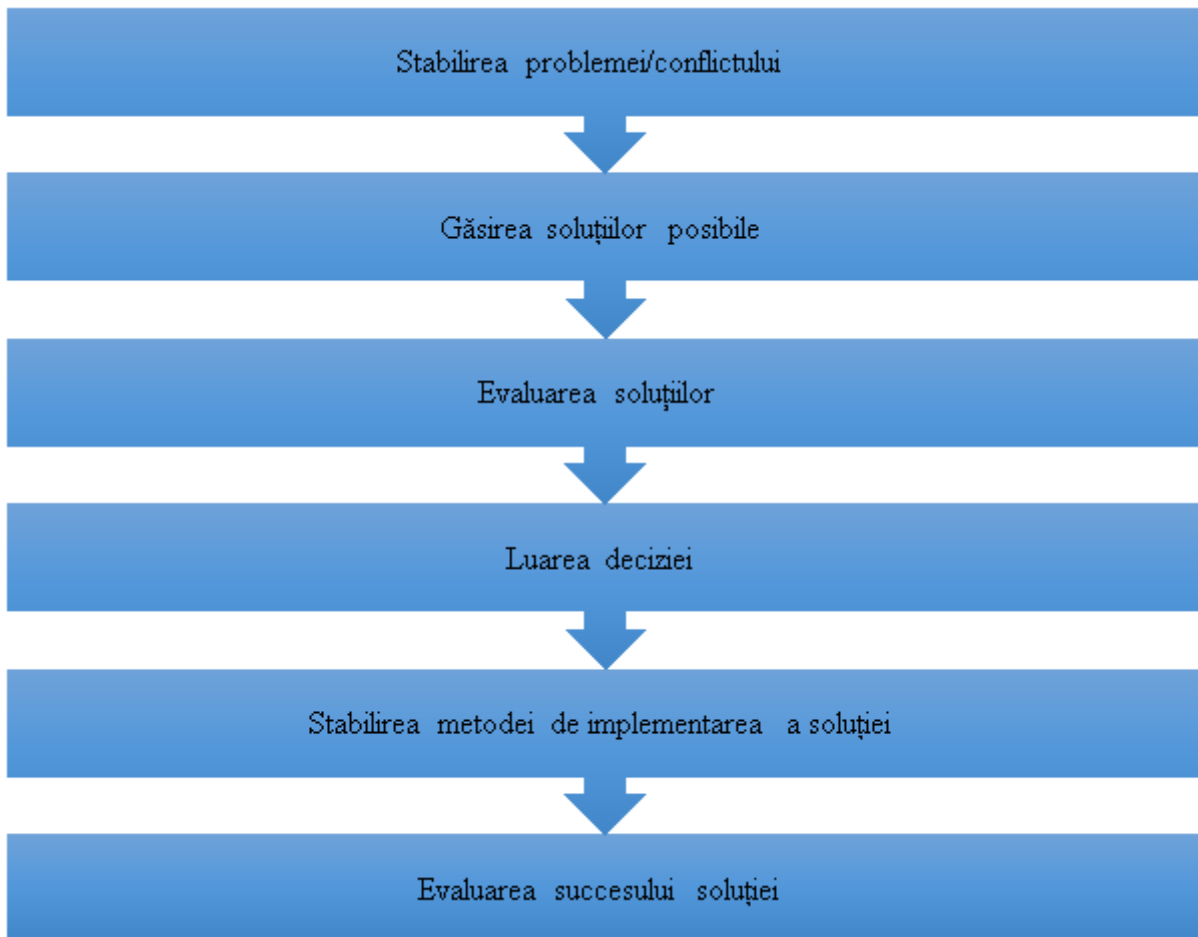 Stabilirea problemei/conflictului
Găsirea soluțiilor posibile
Evaluarea soluțiilor
Luarea deciziei
Stabilirea metodei de implementarea a soluției
Evaluarea succesului soluției